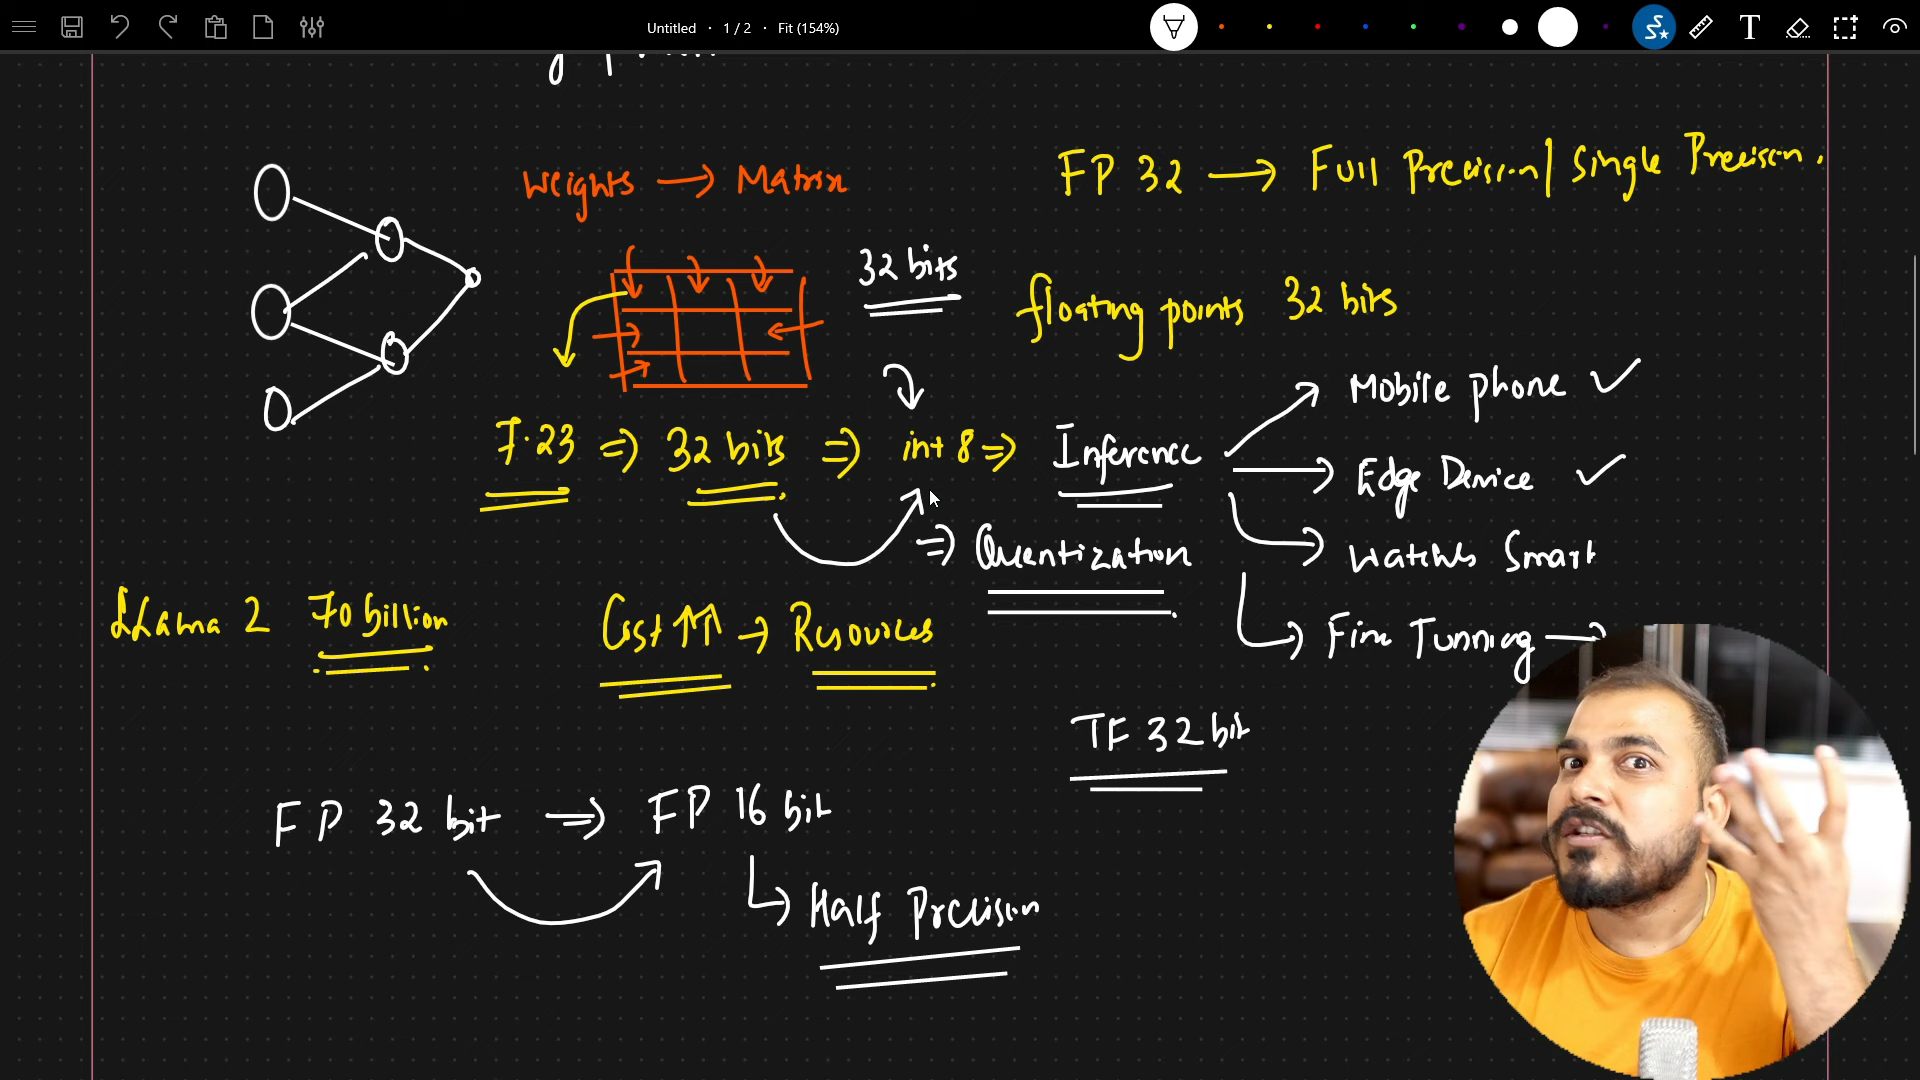 Untitled • 1 / 2 • Fit (154%)
T
Weights → Matrix
FP 32 → Full Precision / Single Precision.
32 bits
floating points 32 bits
7.23 ⇒ 32 bits ⇒ int 8 ⇒ Inference
Mobile phone ✓
Edge Device ✓
⇒ Quantization
Watches Smart
LLama 2 70 billion
Cost ↑↑ → Resources
Fine Tunning →
TF 32 bit
FP 32 bit ⇒ FP 16 bit
Half Precision